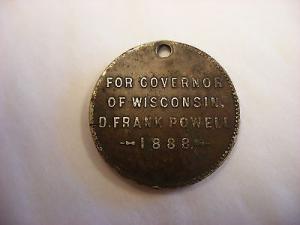 FOR GOVERNOR
OF WISCONSIN,
D. FRANK POWELL
1888.